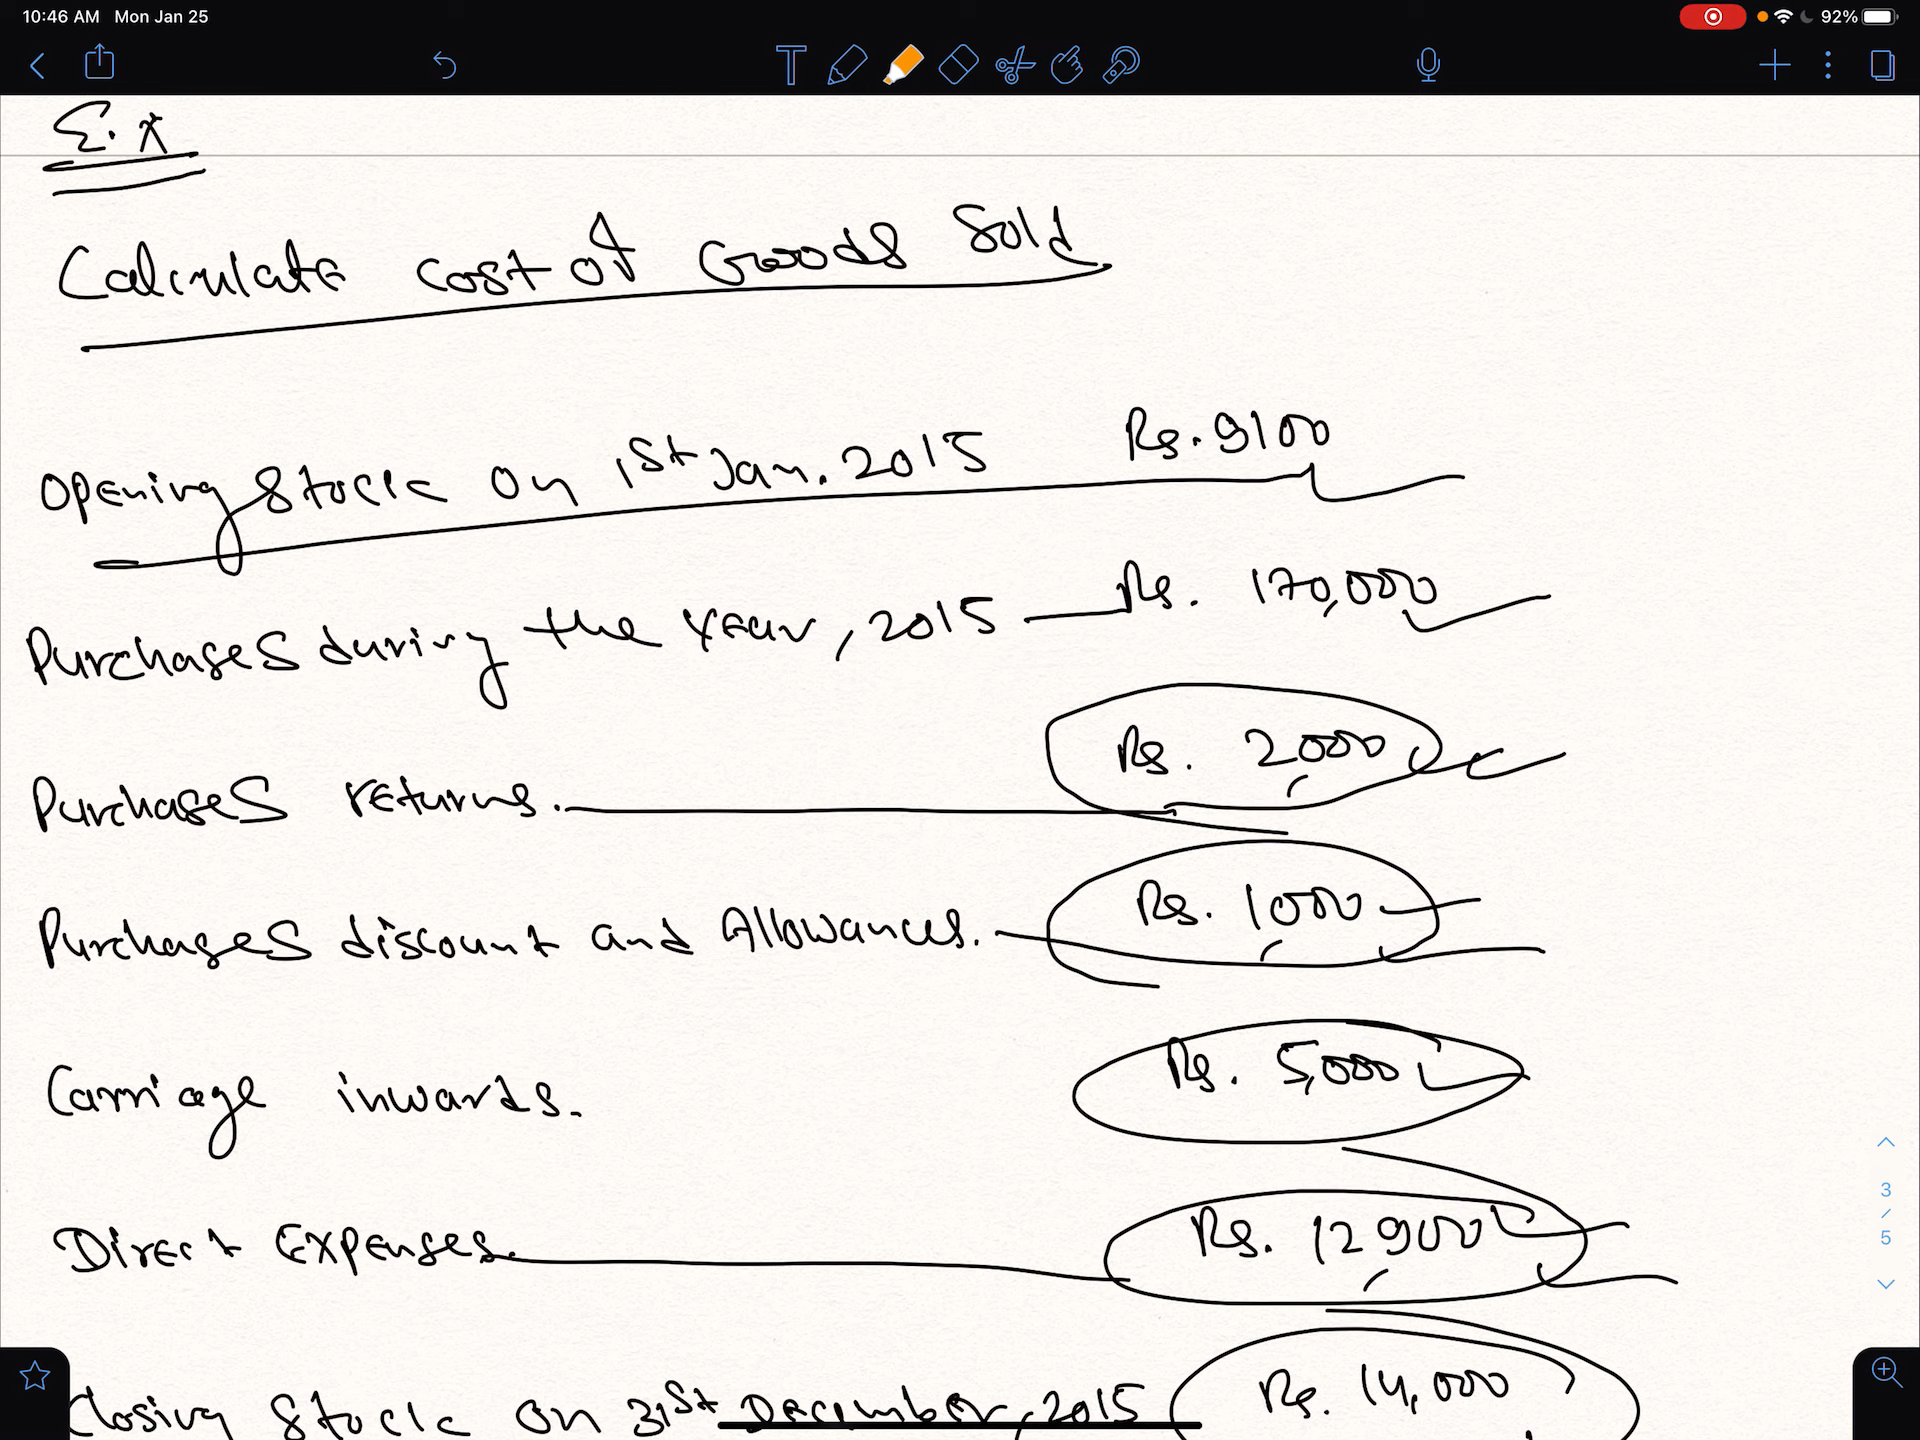 10:46 AM Mon Jan 25
92%
Ex
Calculate cost of Goods Sold
Opening Stock on 1st Jan. 2015 Rs. 9100
Purchases during the Year, 2015 Rs. 170,000
Purchases returns. Rs. 2,000
Purchases discount and Allowances. Rs. 1,000
Carriage inwards. Rs. 5,000
Direct Expenses. Rs. 12,900
Closing Stock on 31st December, 2015 Rs. 14,000
3/5